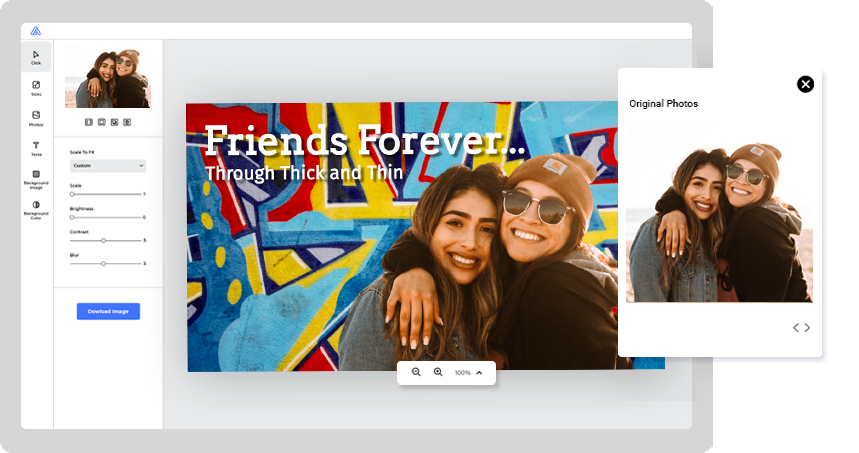 Click
Sizes
Photos
Texts
Background
Image
Background
Color
Scale To Fit
Custom
Scale
1
Brightness
0
Contrast
5
Blur
5
Dowload Image
Friends Forever...
Through Thick and Thin
100%
Original Photos